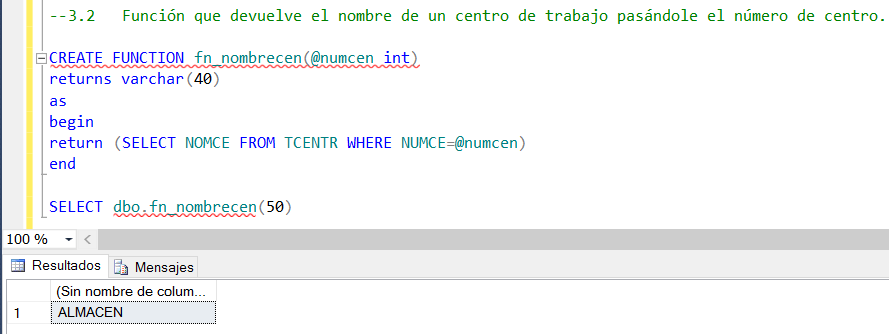 --3.2   Función que devuelve el nombre de un centro de trabajo pasándole el número de centro.
CREATE FUNCTION fn_nombrecen(@numcen int)
returns varchar(40)
as
begin
return (SELECT NOMCE FROM TCENTR WHERE NUMCE=@numcen)
end
SELECT dbo.fn_nombrecen(50)
100 %
Resultados Mensajes
(Sin nombre de colum...
1 ALMACEN